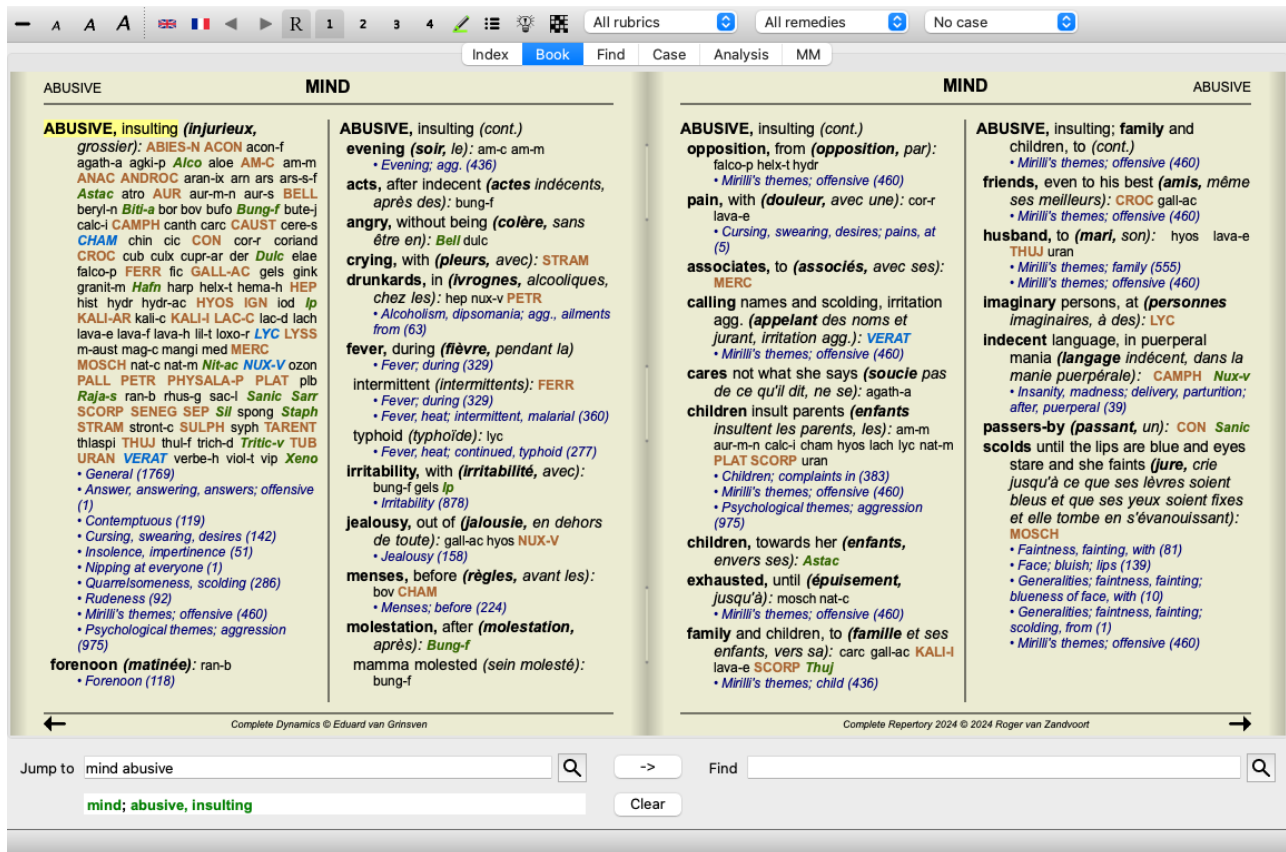 A A A R 1 2 3 4 All rubrics All remedies No case
Index Book Find Case Analysis MM
ABUSIVE MIND
ABUSIVE, insulting (injurieux,
grossier): ABIES-N ACON acon-f
agath-a agki-p Alco aloe AM-C am-m
ANAC ANDROC aran-ix arn ars ars-s-f
Astac atro AUR aur-m-n aur-s BELL
beryl-n Biti-a bor bov bufo Bung-f bute-j
calc-i CAMPH canth carc CAUST cere-s
CHAM chin cic CON cor-r coriand
CROC cub culx cupr-ar der Dulc elae
falco-p FERR fic GALL-AC gels gink
granit-m Hafn harp helx-t hema-h HEP
hist hydr hydr-ac HYOS IGN iod Ip
KALI-AR kali-c KALI-I LAC-C lac-d lach
lava-e lava-f lava-h lil-t loxo-r LYC LYSS
m-aust mag-c mangi med MERC
MOSCH nat-c nat-m Nit-ac NUX-V ozon
PALL PETR PHYSALA-P PLAT plb
Raja-s ran-b rhus-g sac-l Sanic Sarr
SCORP SENEG SEP Sil spong Staph
STRAM stront-c SULPH syph TARENT
thlaspi THUJ thul-f trich-d Tritic-v TUB
URAN VERAT verbe-h viol-t vip Xeno
• General (1769)
• Answer, answering, answers; offensive
(1)
• Contemptuous (119)
• Cursing, swearing, desires (142)
• Insolence, impertinence (51)
• Nipping at everyone (1)
• Quarrelsomeness, scolding (286)
• Rudeness (92)
• Mirilli's themes; offensive (460)
• Psychological themes; aggression
(975)
forenoon (matinée): ran-b
• Forenoon (118)
ABUSIVE, insulting (cont.)
evening (soir, le): am-c am-m
• Evening; agg. (436)
acts, after indecent (actes indécents,
après des): bung-f
angry, without being (colère, sans
être en): Bell dulc
crying, with (pleurs, avec): STRAM
drunkards, in (ivrognes, alcooliques,
chez les): hep nux-v PETR
• Alcoholism, dipsomania; agg., ailments
from (63)
fever, during (fièvre, pendant la)
• Fever; during (329)
intermittent (intermittents): FERR
• Fever; during (329)
• Fever, heat; intermittent, malarial (360)
typhoid (typhoïde): lyc
• Fever, heat; continued, typhoid (277)
irritability, with (irritabilité, avec):
bung-f gels Ip
• Irritability (878)
jealousy, out of (jalousie, en dehors
de toute): gall-ac hyos NUX-V
• Jealousy (158)
menses, before (règles, avant les):
bov CHAM
• Menses; before (224)
molestation, after (molestation,
après): Bung-f
mamma molested (sein molesté):
bung-f
Complete Dynamics © Eduard van Grinsven
MIND ABUSIVE
ABUSIVE, insulting (cont.)
opposition, from (opposition, par):
falco-p helx-t hydr
• Mirilli's themes; offensive (460)
pain, with (douleur, avec une): cor-r
lava-e
• Cursing, swearing, desires; pains, at
(5)
associates, to (associés, avec ses):
MERC
calling names and scolding, irritation
agg. (appelant des noms et
jurant, irritation agg.): VERAT
• Mirilli's themes; offensive (460)
cares not what she says (soucie pas
de ce qu'il dit, ne se): agath-a
children insult parents (enfants
insultent les parents, les): am-m
aur-m-n calc-i cham hyos lach lyc nat-m
PLAT SCORP uran
• Children; complaints in (383)
• Mirilli's themes; offensive (460)
• Psychological themes; aggression
(975)
children, towards her (enfants,
envers ses): Astac
exhausted, until (épuisement,
jusqu'à): mosch nat-c
• Mirilli's themes; offensive (460)
family and children, to (famille et ses
enfants, vers sa): carc gall-ac KALI-I
lava-e SCORP Thuj
• Mirilli's themes; child (436)
ABUSIVE, insulting; family and
children, to (cont.)
• Mirilli's themes; offensive (460)
friends, even to his best (amis, même
ses meilleurs): CROC gall-ac
• Mirilli's themes; offensive (460)
husband, to (mari, son): hyos lava-e
THUJ uran
• Mirilli's themes; family (555)
• Mirilli's themes; offensive (460)
imaginary persons, at (personnes
imaginaires, à des): LYC
indecent language, in puerperal
mania (langage indécent, dans la
manie puerpérale): CAMPH Nux-v
• Insanity, madness; delivery, parturition;
after, puerperal (39)
passers-by (passant, un): CON Sanic
scolds until the lips are blue and eyes
stare and she faints (jure, crie
jusqu'à ce que ses lèvres soient
bleus et que ses yeux soient fixes
et elle tombe en s'évanouissant):
MOSCH
• Faintness, fainting, with (81)
• Face; bluish; lips (139)
• Generalities; faintness, fainting;
blueness of face, with (10)
• Generalities; faintness, fainting;
scolding, from (1)
• Mirilli's themes; offensive (460)
Complete Repertory 2024 © 2024 Roger van Zandvoort
Jump to mind abusive -> Find
mind; abusive, insulting Clear